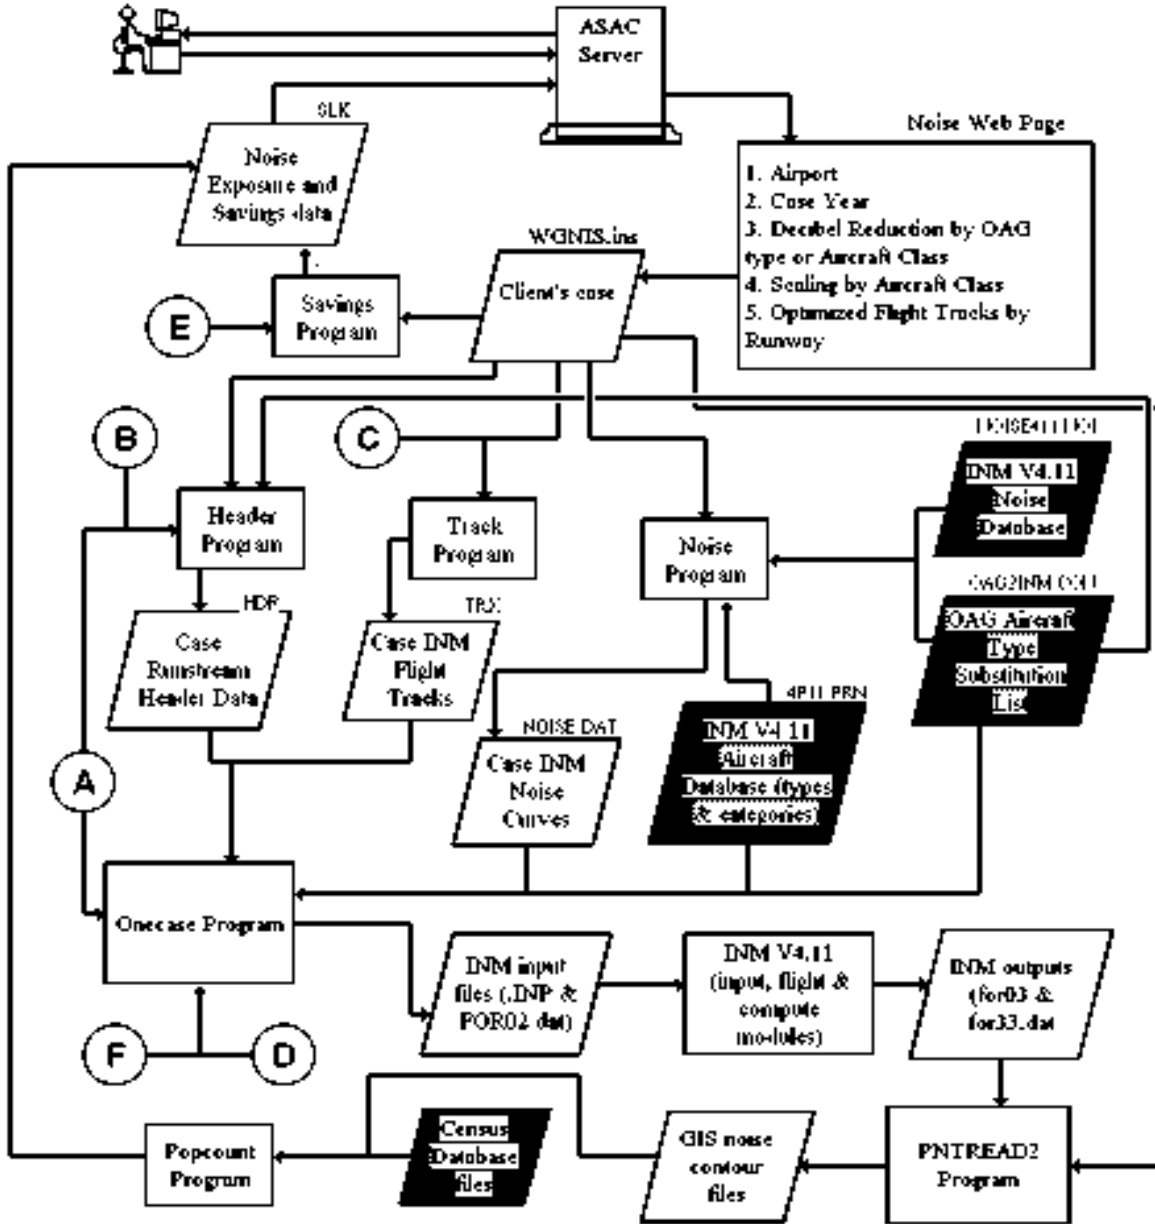 ASAC
Server
SLK
Noise
Exposure and
Savings data
Noise Web Page
1. Airport
2. Case Year
3. Decibel Reduction by OAG
type or Aircraft Class
4. Scaling by Aircraft Class
5. Optimized Flight Tracks by
Runway
WGNIS.ins
Client's case
Savings
Program
E
B
C
Header
Program
Track
Program
Noise
Program
INM V4.11
Noise
Database
HDR
Case
Runstream
Header Data
TRX
Case INM
Flight
Tracks
OAG2INM
OAG Aircraft
Type
Substitution
List
NOISE DAT
Case INM
Noise
Curves
4P11 PRN
INM V4 11
Aircraft
Database (types
& categories)
A
Onecase Program
INM input
files (.INP &
FOR02 dat)
INM V4.11
(input, flight &
compute
modules)
INM outputs
(for03 &
for33.dat
F
D
Popcount
Program
Census
Database
files
GIS noise
contour
files
PNTREAD2
Program